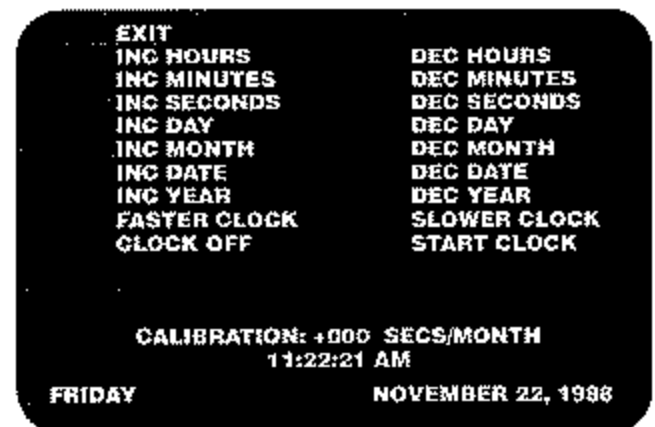 EXIT
INC HOURS DEC HOURS
INC MINUTES DEC MINUTES
INC SECONDS DEC SECONDS
INC DAY DEC DAY
INC MONTH DEC MONTH
INC DATE DEC DATE
INC YEAR DEC YEAR
FASTER CLOCK SLOWER CLOCK
CLOCK OFF START CLOCK
CALIBRATION: +000 SECS/MONTH
11:22:21 AM
FRIDAY NOVEMBER 22,